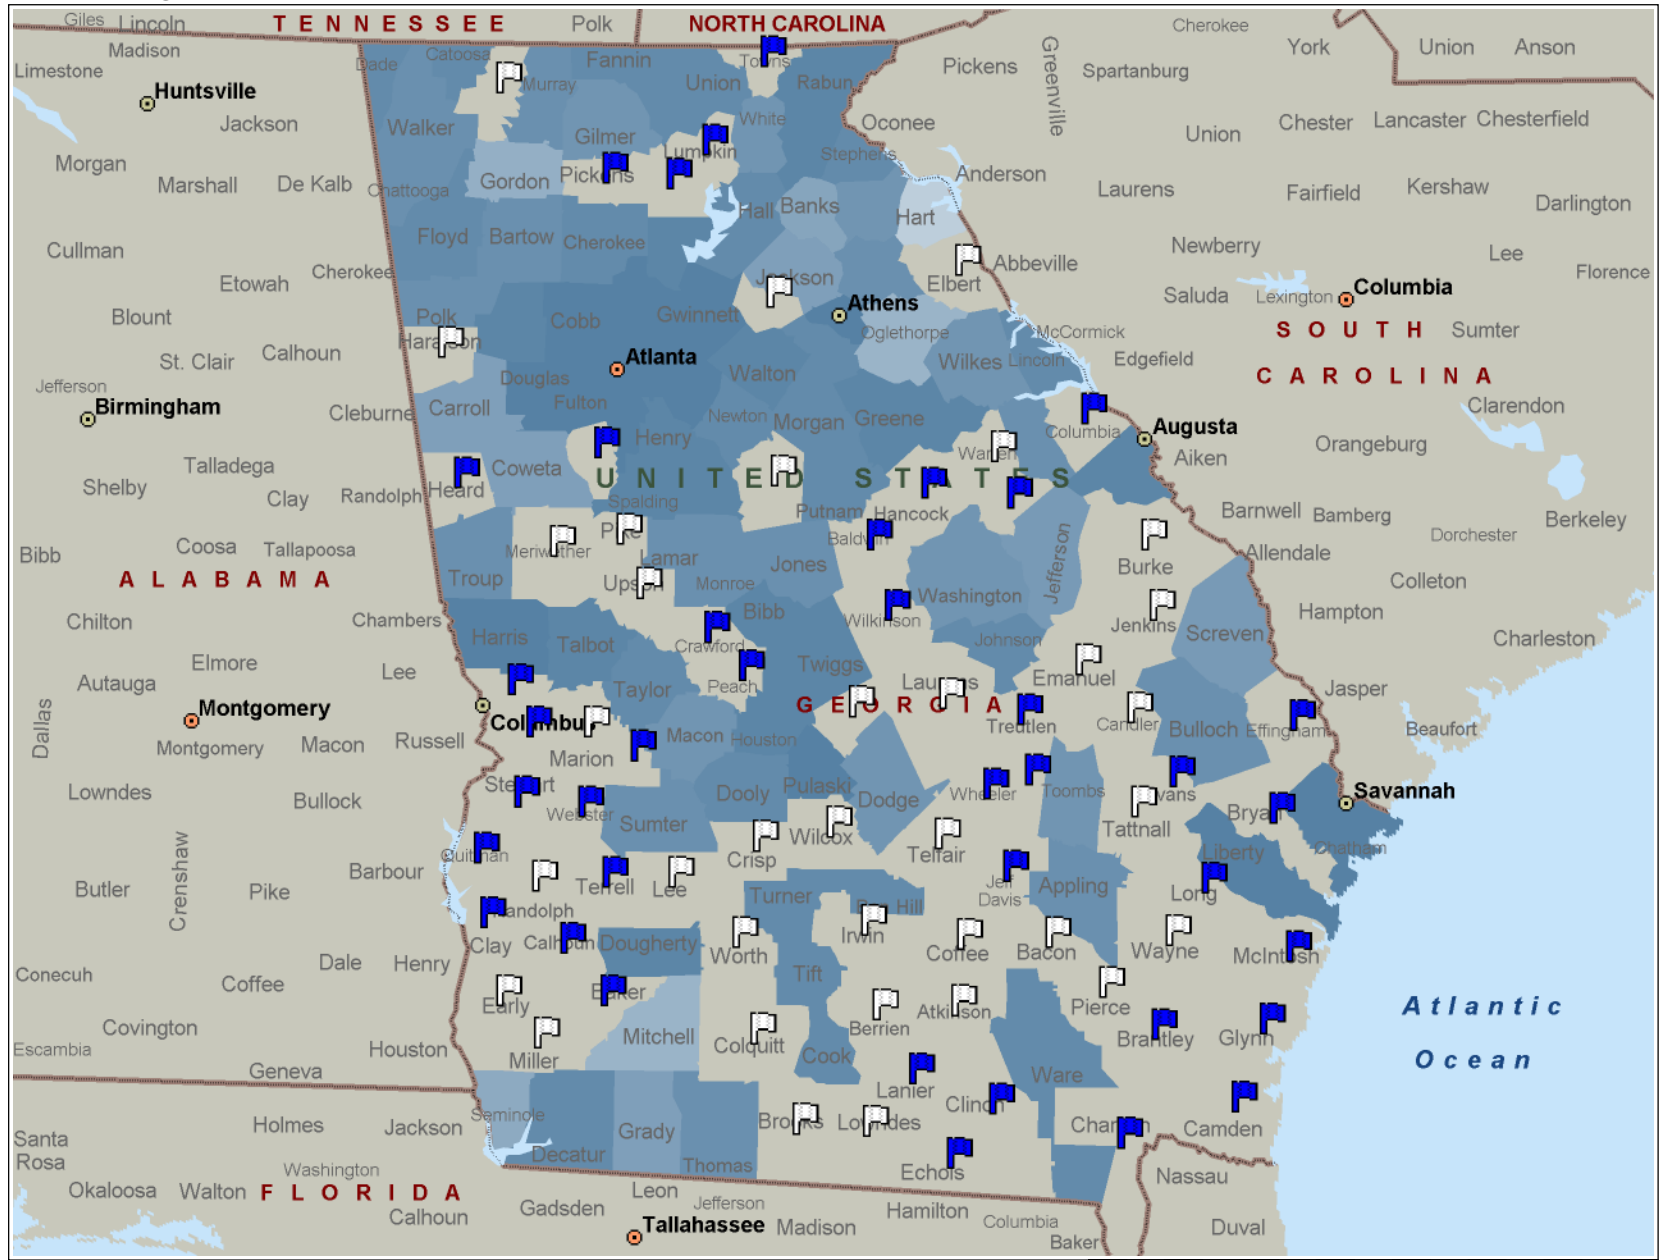 Giles Lincoln TENNESSEE Polk NORTH CAROLINA Cherokee
Madison Catoosa Fannin Towns Greenville York Union Anson
Limestone Dade Murray Union Rabun Pickens Spartanburg
Huntsville
Jackson Walker Gilmer White Oconee Union Chester Lancaster Chesterfield
Morgan Lumpkin Stephens
Marshall De Kalb Chattooga Gordon Pickens Anderson Laurens Fairfield Kershaw
Hall Banks Hart Darlington
Cullman Floyd Bartow Cherokee Newberry Lee
Etowah Cherokee Jackson Elbert Abbeville Florence
Athens Saluda Lexington Columbia
Blount Polk Cobb Gwinnett Oglethorpe McCormick SOUTH Sumter
St. Clair Calhoun Haralson Atlanta Wilkes Lincoln Edgefield
Jefferson Douglas Walton CAROLINA
Birmingham Cleburne Carroll Fulton Newton Morgan Greene Clarendon
Henry Columbia Augusta Orangeburg
Talladega Coweta Warren Aiken
Shelby Clay Randolph Heard UNITED STATES
Spalding Putnam Hancock Barnwell Bamberg Berkeley
Bibb Coosa Tallapoosa Meriwether Pike Baldwin Jefferson Dorchester
Lamar Jones Burke Allendale
ALABAMA Troup Upson Monroe Washington Colleton
Chilton Chambers Bibb Wilkinson Jenkins Hampton
Harris Talbot Crawford Johnson Screven Charleston
Elmore Lee Twiggs
Autauga Taylor Peach Laurens Emanuel Jasper
Dallas Montgomery Columbus GEORGIA Treutlen Candler Bulloch Effingham Beaufort
Montgomery Macon Russell Marion Macon Houston
Lowndes Bullock Stewart Webster Dooly Pulaski Dodge Wheeler Toombs Evans Savannah
Sumter Wilcox Tattnall Bryan
Crenshaw Barbour Quitman Crisp Telfair Liberty Chatham
Butler Pike Randolph Terrell Lee Turner Ben Hill Jeff
Davis Appling Long
Clay Calhoun Dougherty Worth Irwin Coffee Bacon Wayne McIntosh
Conecuh Coffee Dale Henry Tift
Early Baker Atkinson Pierce Atlantic
Covington Mitchell Colquitt Berrien Brantley Glynn
Escambia Houston Miller Cook Ocean
Geneva Lanier Ware
Seminole Clinch
Santa
Rosa Holmes Jackson Grady Brooks Lowndes Charlton Camden
Washington Decatur Thomas Echols Nassau
Okaloosa Walton FLORIDA Leon
Calhoun Gadsden Jefferson Hamilton
Tallahassee Madison Columbia Duval
Baker